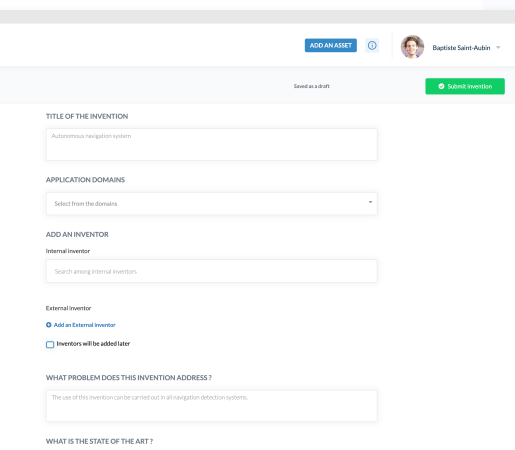 ADD AN ASSET
Baptiste Saint-Aubin
Saved as a draft
Submit invention
TITLE OF THE INVENTION
Autonomous navigation system
APPLICATION DOMAINS
Select from the domains
ADD AN INVENTOR
Internal inventor
Search among internal inventors
External inventor
Add an External inventor
Inventors will be added later
WHAT PROBLEM DOES THIS INVENTION ADDRESS ?
The use of this invention can be carried out in all navigation detection systems.
WHAT IS THE STATE OF THE ART ?